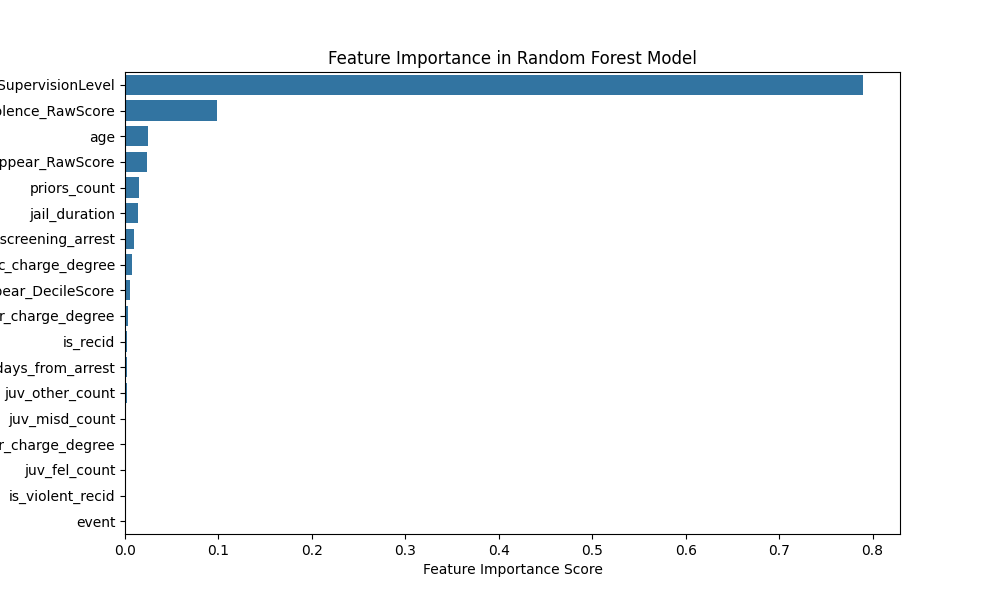 Feature Importance in Random Forest Model
SupervisionLevel
olence_RawScore
age
ppear_RawScore
priors_count
jail_duration
screening_arrest
c_charge_degree
pear_DecileScore
r_charge_degree
is_recid
days_from_arrest
juv_other_count
juv_misd_count
r_charge_degree
juv_fel_count
is_violent_recid
event
0.0 0.1 0.2 0.3 0.4 0.5 0.6 0.7 0.8
Feature Importance Score